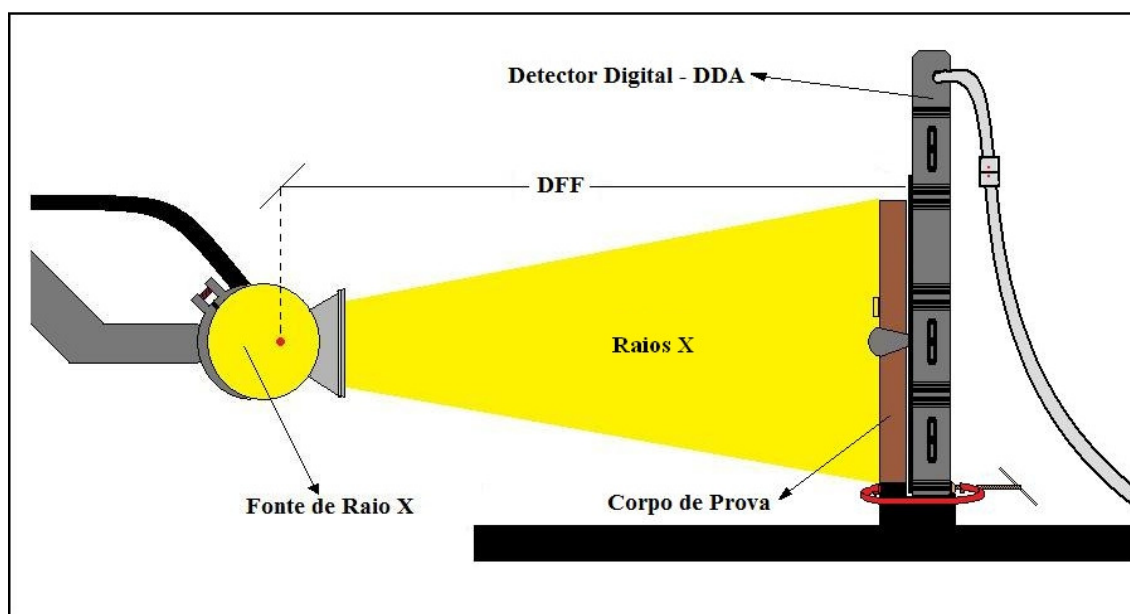 Detector Digital - DDA
DFF
Raios X
Fonte de Raio X
Corpo de Prova